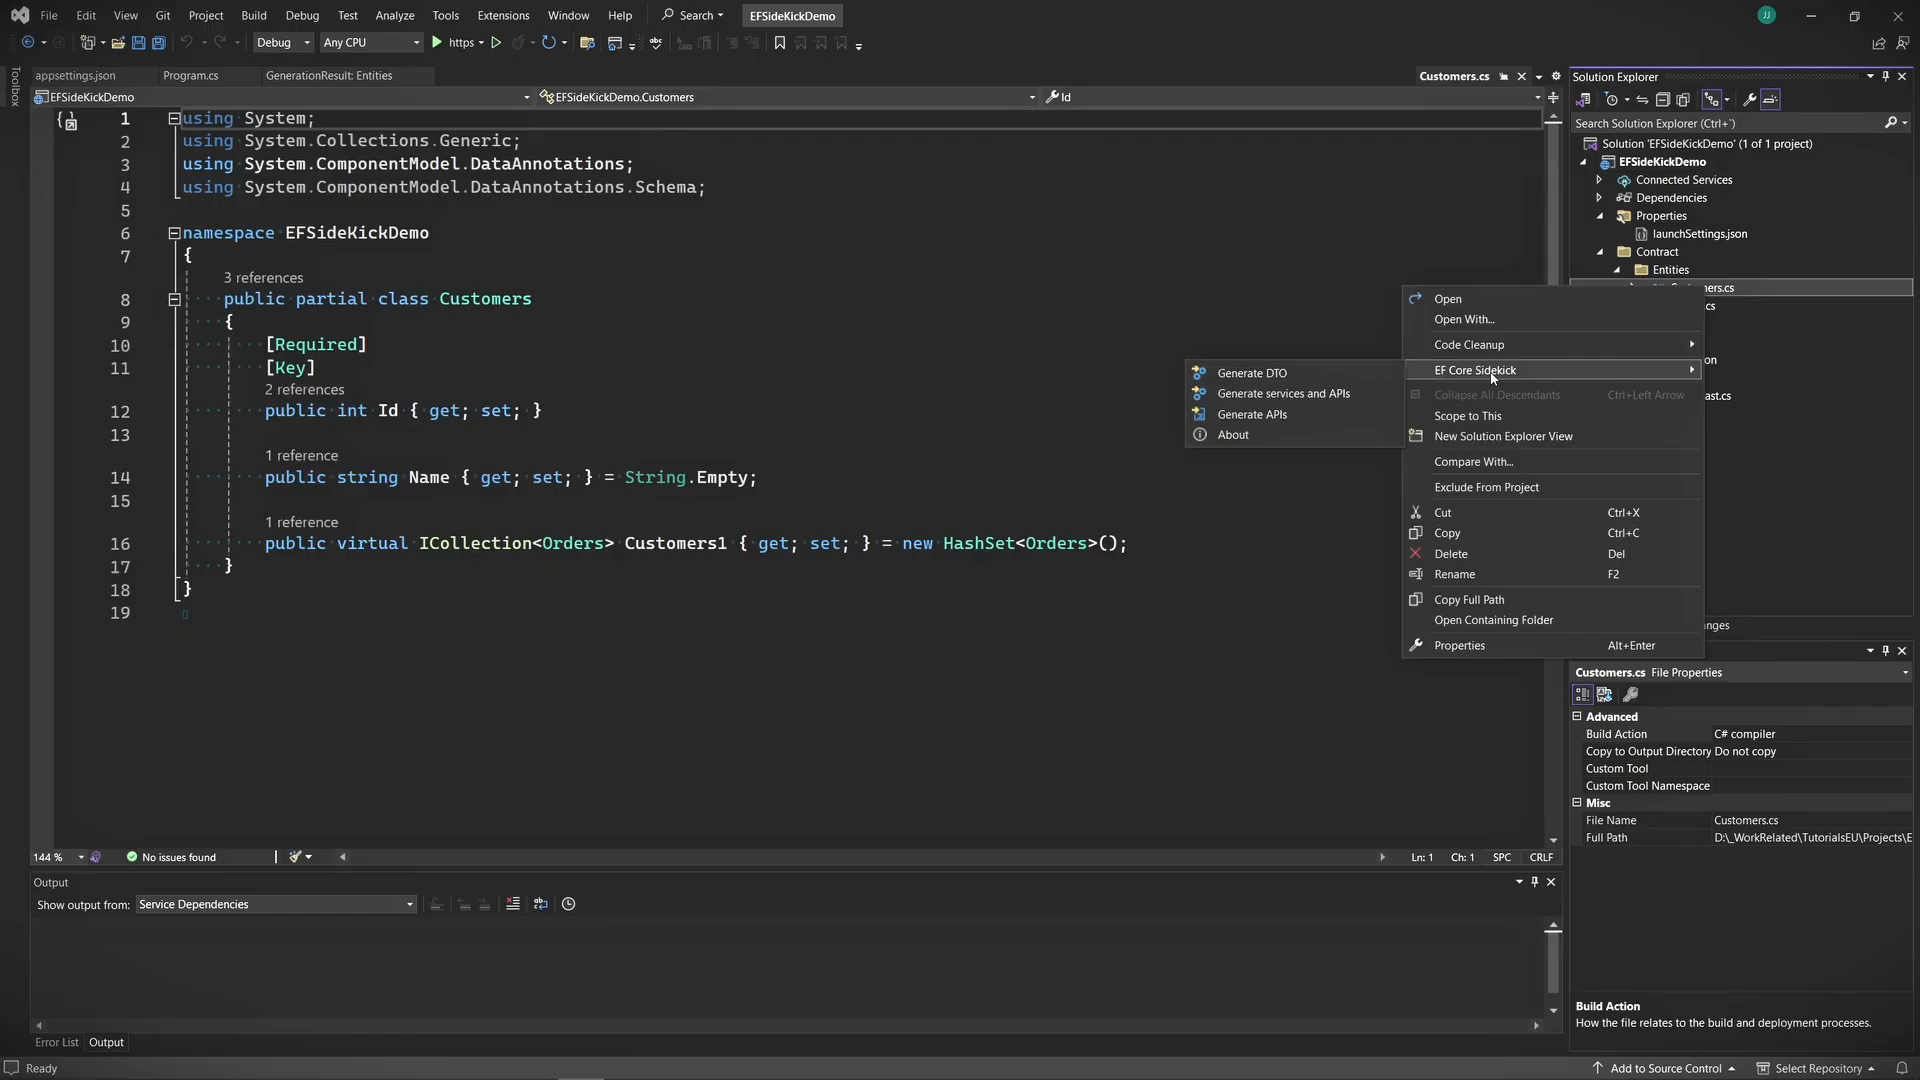 File Edit View Git Project Build Debug Test Analyze Tools Extensions Window Help Search EFSideKickDemo JJ
Debug Any CPU https
Toolbox
appsettings.json Program.cs GenerationResult: Entities Customers.cs
EFSideKickDemo EFSideKickDemo.Customers Id
1 using System;
2 using System.Collections.Generic;
3 using System.ComponentModel.DataAnnotations;
4 using System.ComponentModel.DataAnnotations.Schema;
5
6 namespace EFSideKickDemo
7 {
3 references
8 public partial class Customers
9 {
10 [Required]
11 [Key]
2 references
12 public int Id { get; set; }
13
1 reference
14 public string Name { get; set; } = String.Empty;
15
1 reference
16 public virtual ICollection<Orders> Customers1 { get; set; } = new HashSet<Orders>();
17 }
18 }
19
144 % No issues found Ln: 1 Ch: 1 SPC CRLF
Output
Show output from: Service Dependencies
Error List Output
Ready Add to Source Control Select Repository
Generate DTO
Generate services and APIs
Generate APIs
About
Open
Open With...
Code Cleanup
EF Core Sidekick
Collapse All Descendants Ctrl+Left Arrow
Scope to This
New Solution Explorer View
Compare With...
Exclude From Project
Cut Ctrl+X
Copy Ctrl+C
Delete Del
Rename F2
Copy Full Path
Open Containing Folder
Properties Alt+Enter
Solution Explorer
Search Solution Explorer (Ctrl+¨)
Solution 'EFSideKickDemo' (1 of 1 project)
EFSideKickDemo
Connected Services
Dependencies
Properties
launchSettings.json
Contract
Entities
mers.cs
cs
on
ast.cs
nges
Customers.cs File Properties
Advanced
Build Action C# compiler
Copy to Output Directory Do not copy
Custom Tool
Custom Tool Namespace
Misc
File Name Customers.cs
Full Path D:\_WorkRelated\TutorialsEU\Projects\E
Build Action
How the file relates to the build and deployment processes.